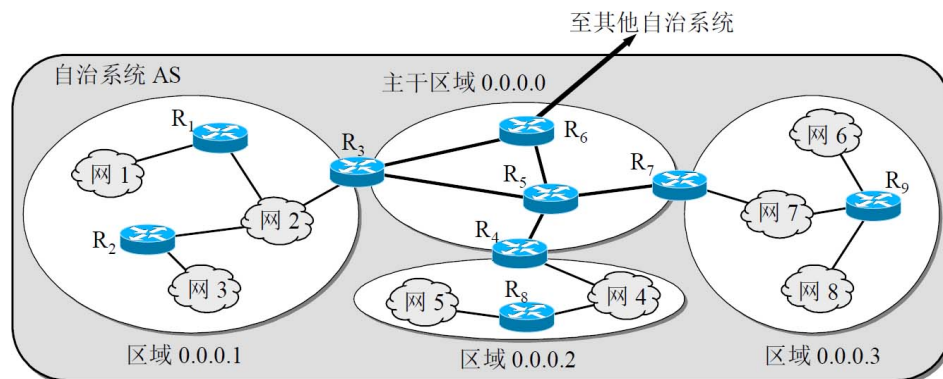 至其他自治系统
自治系统 AS
主干区域 0.0.0.0
R1
R3
R6
网 6
网 1
R5
R7
R9
网 2
网 7
R2
R4
网 3
网 5
R8
网 4
网 8
区域 0.0.0.1
区域 0.0.0.2
区域 0.0.0.3